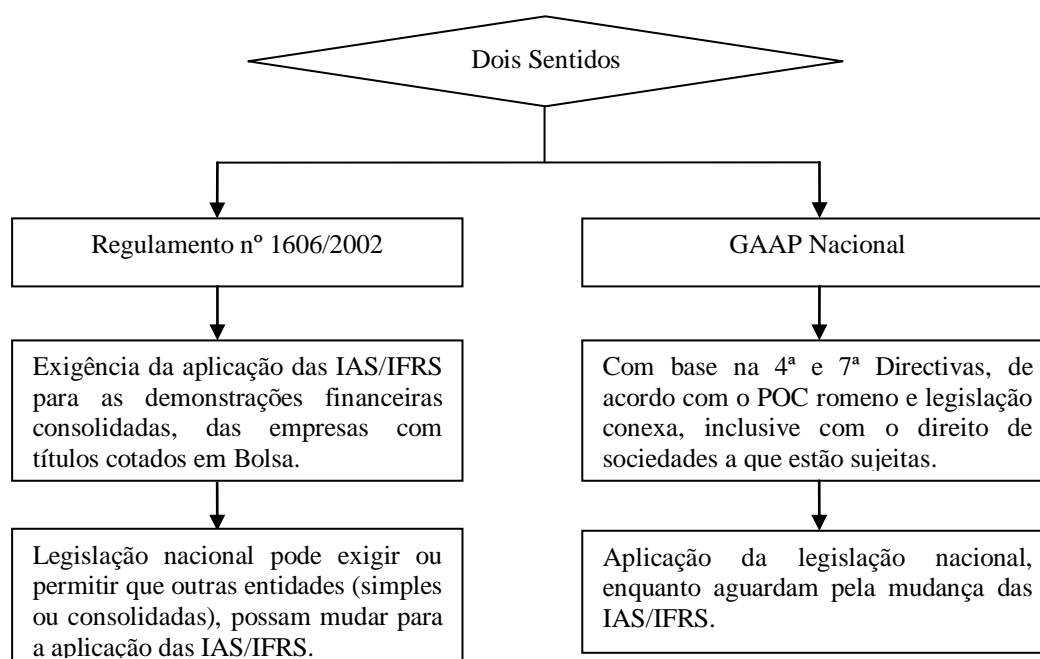 Dois Sentidos
Regulamento nº 1606/2002
Exigência da aplicação das IAS/IFRS
para as demonstrações financeiras
consolidadas, das empresas com
títulos cotados em Bolsa.
Legislação nacional pode exigir ou
permitir que outras entidades (simples
ou consolidadas), possam mudar para
a aplicação das IAS/IFRS.
GAAP Nacional
Com base na 4ª e 7ª Directivas, de
acordo com o POC romeno e legislação
conexa, inclusive com o direito de
sociedades a que estão sujeitas.
Aplicação da legislação nacional,
enquanto aguardam pela mudança das
IAS/IFRS.